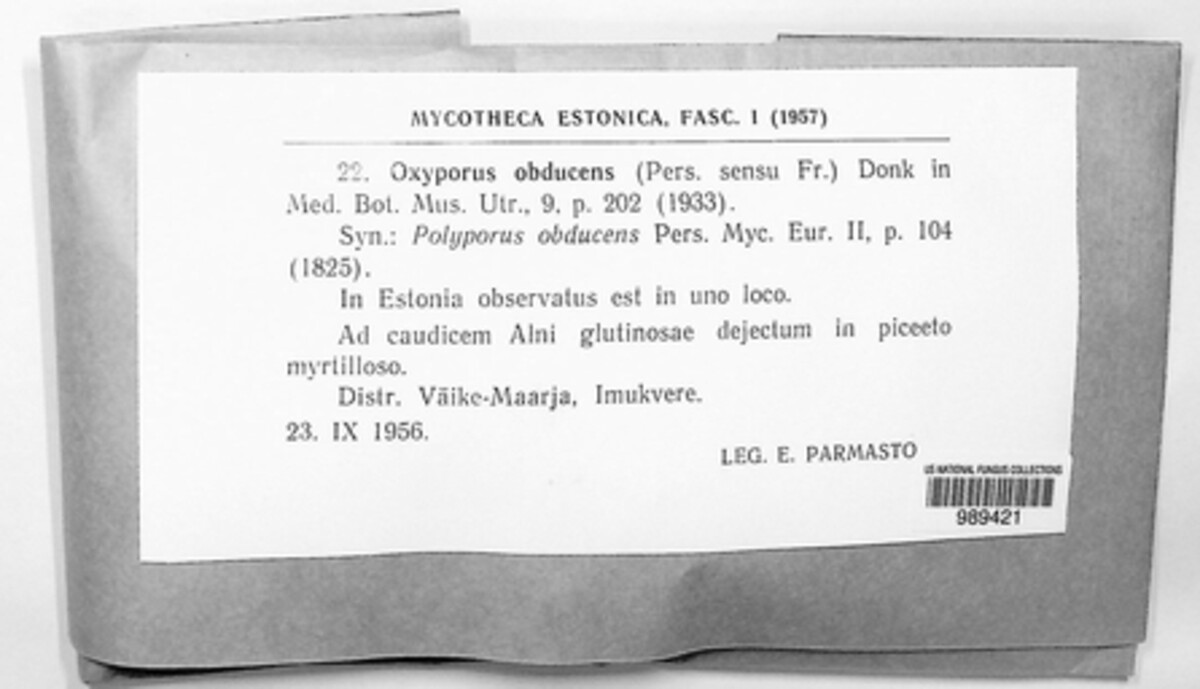 MYCOTHECA ESTONICA, FASC. 1 (1957)
22. Oxyporus obducens (Pers. sensu Fr.) Donk in
Med. Bot. Mus. Utr., 9, p. 202 (1933).
Syn.: Polyporus obducens Pers. Myc. Eur. II, p. 104
(1825).
In Estonia observatus est in uno loco.
Ad caudicem Alni glutinosae dejectum in piceeto
myrtilloso.
Distr. Väike-Maarja, Imukvere.
23. IX 1956.
LEG. E. PARMASTO
US NATIONAL FUNGUS COLLECTIONS
989421